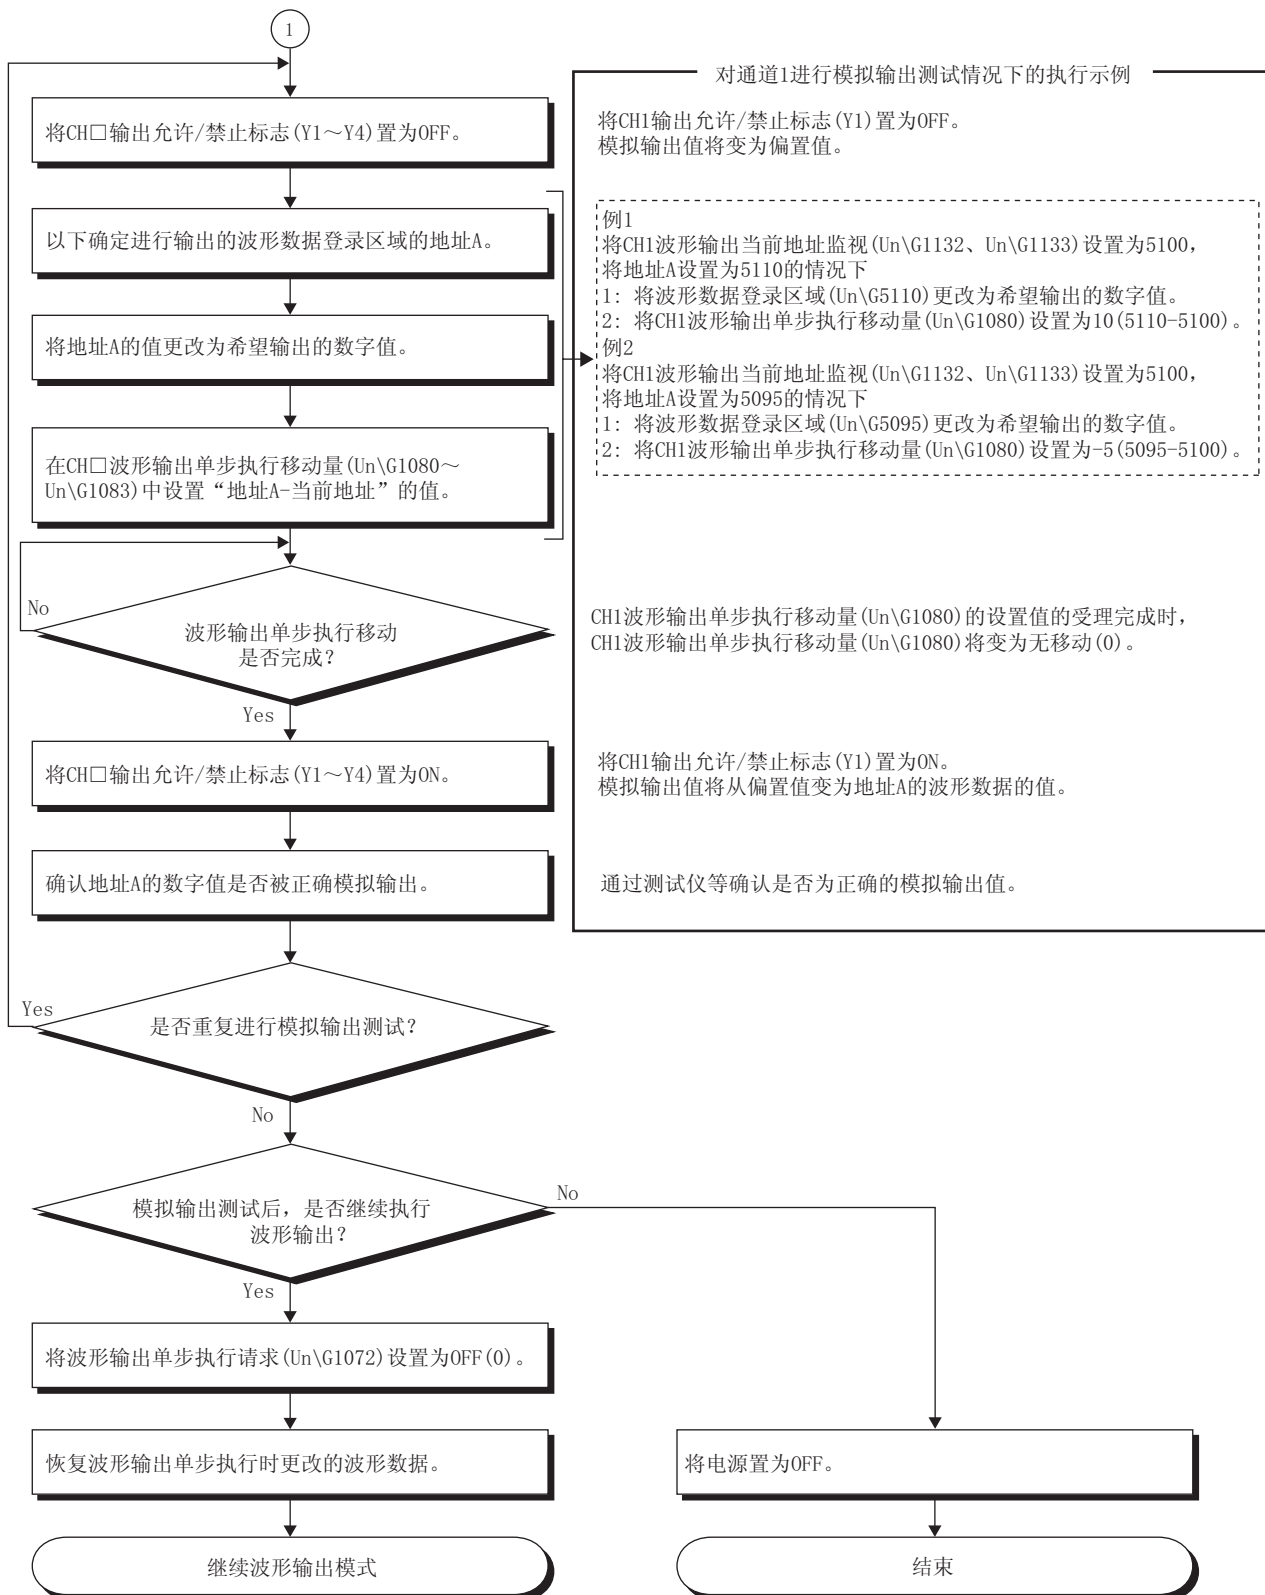 1
将CH□输出允许/禁止标志(Y1～Y4)置为OFF。
以下确定进行输出的波形数据登录区域的地址A。
将地址A的值更改为希望输出的数字值。
在CH□波形输出单步执行移动量(Un\G1080～
Un\G1083)中设置“地址A-当前地址”的值。
No
波形输出单步执行移动
是否完成？
Yes
将CH□输出允许/禁止标志(Y1～Y4)置为ON。
确认地址A的数字值是否被正确模拟输出。
Yes
是否重复进行模拟输出测试？
No
模拟输出测试后，是否继续执行
波形输出？
No
Yes
将波形输出单步执行请求(Un\G1072)设置为OFF(0)。
恢复波形输出单步执行时更改的波形数据。
继续波形输出模式
将电源置为OFF。
结束
对通道1进行模拟输出测试情况下的执行示例
将CH1输出允许/禁止标志(Y1)置为OFF。
模拟输出值将变为偏置值。
例1
将CH1波形输出当前地址监视(Un\G1132、Un\G1133)设置为5100，
将地址A设置为5110的情况下
1: 将波形数据登录区域(Un\G5110)更改为希望输出的数字值。
2: 将CH1波形输出单步执行移动量(Un\G1080)设置为10(5110-5100)。
例2
将CH1波形输出当前地址监视(Un\G1132、Un\G1133)设置为5100，
将地址A设置为5095的情况下
1: 将波形数据登录区域(Un\G5095)更改为希望输出的数字值。
2: 将CH1波形输出单步执行移动量(Un\G1080)设置为-5(5095-5100)。
CH1波形输出单步执行移动量(Un\G1080)的设置值的受理完成时，
CH1波形输出单步执行移动量(Un\G1080)将变为无移动(0)。
将CH1输出允许/禁止标志(Y1)置为ON。
模拟输出值将从偏置值变为地址A的波形数据的值。
通过测试仪等确认是否为正确的模拟输出值。